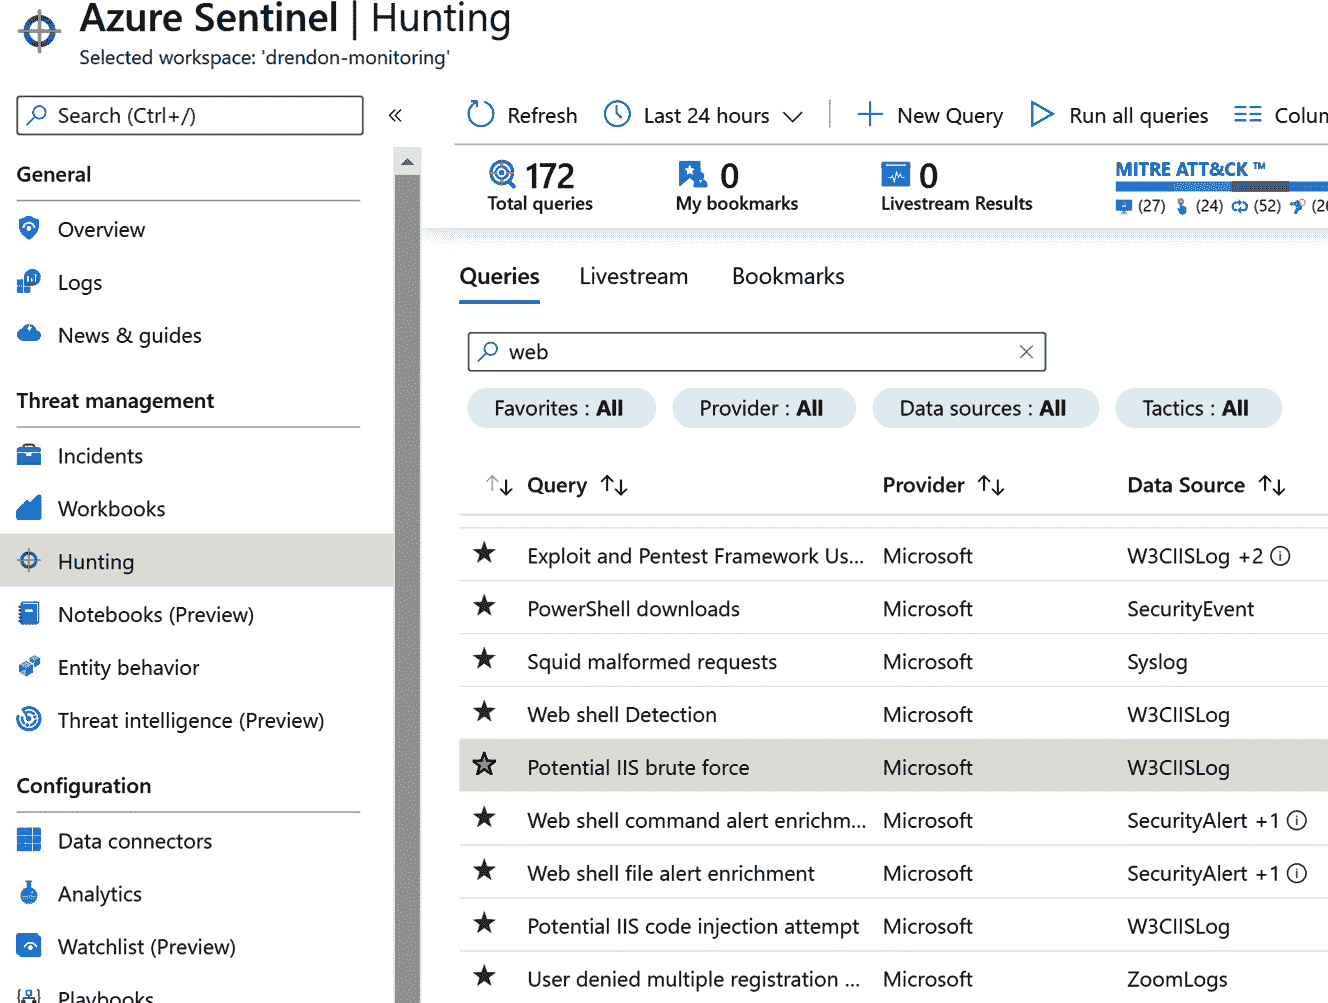 Azure Sentinel | Hunting
Selected workspace: 'drendon-monitoring'
Search (Ctrl+/)
«
General
Overview
Logs
News & guides
Threat management
Incidents
Workbooks
Hunting
Notebooks (Preview)
Entity behavior
Threat intelligence (Preview)
Configuration
Data connectors
Analytics
Watchlist (Preview)
Playbooks
Refresh Last 24 hours New Query Run all queries Colum
172 Total queries
0 My bookmarks
0 Livestream Results
MITRE ATT&CK ™
(27) (24) (52) (20
Queries Livestream Bookmarks
web
Favorites : All Provider : All Data sources : All Tactics : All
Query Provider Data Source
Exploit and Pentest Framework Us... Microsoft W3CIISLog +2
PowerShell downloads Microsoft SecurityEvent
Squid malformed requests Microsoft Syslog
Web shell Detection Microsoft W3CIISLog
Potential IIS brute force Microsoft W3CIISLog
Web shell command alert enrichm... Microsoft SecurityAlert +1
Web shell file alert enrichment Microsoft SecurityAlert +1
Potential IIS code injection attempt Microsoft W3CIISLog
User denied multiple registration ... Microsoft ZoomLogs